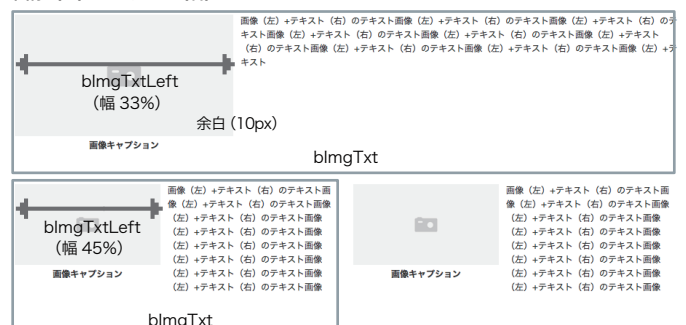 画像（左）+テキスト（右）のテキスト画像（左）+テキスト（右）のテキスト画像（左）+テキスト（右）のテ
キスト画像（左）+テキスト（右）のテキスト画像（左）+テキスト（右）のテキスト画像（左）+テキスト
（右）のテキスト画像（左）+テキスト（右）のテキスト画像（左）+テキスト（右）のテキスト画像（左）+テ
キスト
bImgTxtLeft
（幅 33%）
余白（10px）
画像キャプション
bImgTxt
bImgTxtLeft
（幅 45%）
画像キャプション
画像（左）+テキスト（右）のテキスト画
像（左）+テキスト（右）のテキスト画像
（左）+テキスト（右）のテキスト画像
（左）+テキスト（右）のテキスト画像
（左）+テキスト（右）のテキスト画像
（左）+テキスト（右）のテキスト画像
（左）+テキスト（右）のテキスト画像
（左）+テキスト（右）のテキスト画像
bImgTxt
画像キャプション
画像（左）+テキスト（右）のテキスト画
像（左）+テキスト（右）のテキスト画像
（左）+テキスト（右）のテキスト画像
（左）+テキスト（右）のテキスト画像
（左）+テキスト（右）のテキスト画像
（左）+テキスト（右）のテキスト画像
（左）+テキスト（右）のテキスト画像
（左）+テキスト（右）のテキスト画像